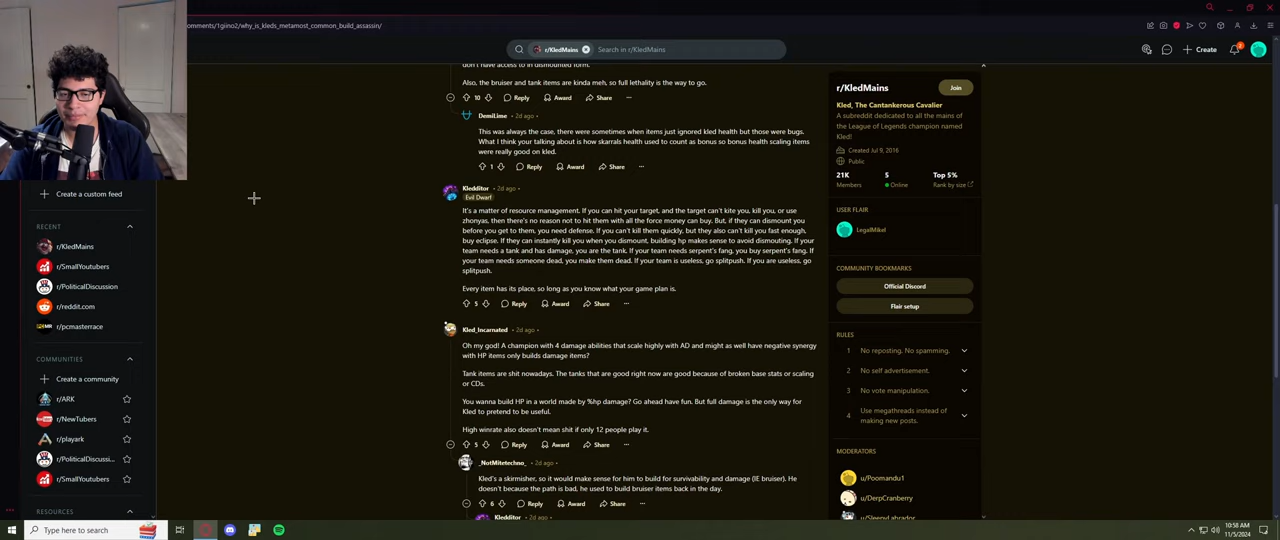 omments/1giino2/why_is_kleds_metamost_common_build_assassin/
r/KledMains
Search in r/KledMains
Create
don't have access to in dismounted form.
Also, the bruiser and tank items are kinda meh, so full lethality is the way to go.
10 Reply Award Share
DemiLime • 2d ago
This was always the case, there were sometimes when items just ignored kled health but those were bugs.
What I think your talking about is how skarrals health used to count as bonus so bonus health scaling items
were really good on kled.
1 Reply Award Share
Kledditor • 2d ago
Evil Dwarf
It's a matter of resource management. If you can hit your target, and the target can't kite you, kill you, or use
zhonyas, then there's no reason not to hit them with all the force money can buy. But, if they can dismount you
before you get to them, you need defense. If you can't kill them quickly, but they also can't kill you fast enough,
buy eclipse. If they can instantly kill you when you dismount, building hp makes sense to avoid dismouting. If your
team needs a tank and has damage, you are the tank. If your team needs serpent's fang, you buy serpent's fang. If
your team needs someone dead, you make them dead. If your team is useless, go splitpush. If you are useless, go
splitpush.
Every item has its place, so long as you know what your game plan is.
5 Reply Award Share
Kled_Incarnated • 2d ago
Oh my god! A champion with 4 damage abilities that scale highly with AD and might as well have negative synergy
with HP items only builds damage items?
Tank items are shit nowadays. The tanks that are good right now are good because of broken base stats or scaling
or CDs.
You wanna build HP in a world made by %hp damage? Go ahead have fun. But full damage is the only way for
Kled to pretend to be useful.
High winrate also doesn't mean shit if only 12 people play it.
5 Reply Award Share
_NotMitetechno_ • 2d ago
Kled's a skirmisher, so it would make sense for him to build for survivability and damage (IE bruiser). He
doesn't because the path is bad, he used to build bruiser items back in the day.
6 Reply Award Share
Kledditor • 2d ago
Create a custom feed
RECENT
r/KledMains
r/SmallYoutubers
r/PoliticalDiscussion
r/reddit.com
r/pcmasterrace
COMMUNITIES
Create a community
r/ARK
r/NewTubers
r/playark
r/PoliticalDiscussi...
r/SmallYoutubers
RESOURCES
r/KledMains
Join
Kled, The Cantankerous Cavalier
A subreddit dedicated to all the mains of
the League of Legends champion named
Kled!
Created Jul 9, 2016
Public
21K 5 Top 5%
Members Online Rank by size
USER FLAIR
LegalMikel
COMMUNITY BOOKMARKS
Official Discord
Flair setup
RULES
1 No reposting. No spamming.
2 No self advertisement.
3 No vote manipulation.
4 Use megathreads instead of
making new posts.
MODERATORS
u/Poomandu1
u/DerpCranberry
u/SleepyLabrador
Type here to search
10:58 AM
11/5/2024